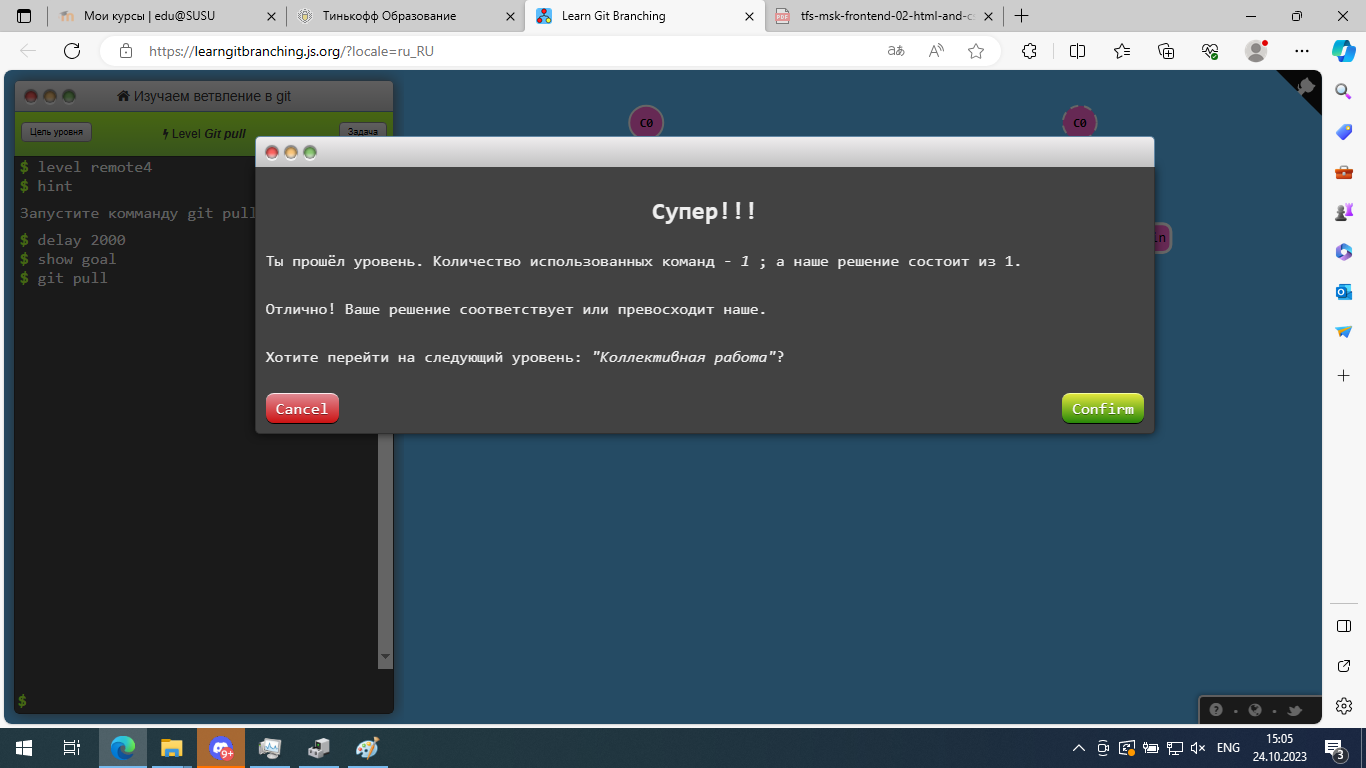 Мои курсы | edu@SUSU
Тинькофф Образование
Learn Git Branching
tfs-msk-frontend-02-html-and-c
https://learngitbranching.js.org/?locale=ru_RU
Изучаем ветвление в git
Цель уровня
Level Git pull
Задача
$ level remote4
$ hint
Запустите комманду git pull
$ delay 2000
$ show goal
$ git pull
$
C0
C0
in
Супер!!!
Ты прошёл уровень. Количество использованных команд - 1 ; а наше решение состоит из 1.
Отлично! Ваше решение соответствует или превосходит наше.
Хотите перейти на следующий уровень: "Коллективная работа"?
Cancel
Confirm
9+
ENG
15:05
24.10.2023
3